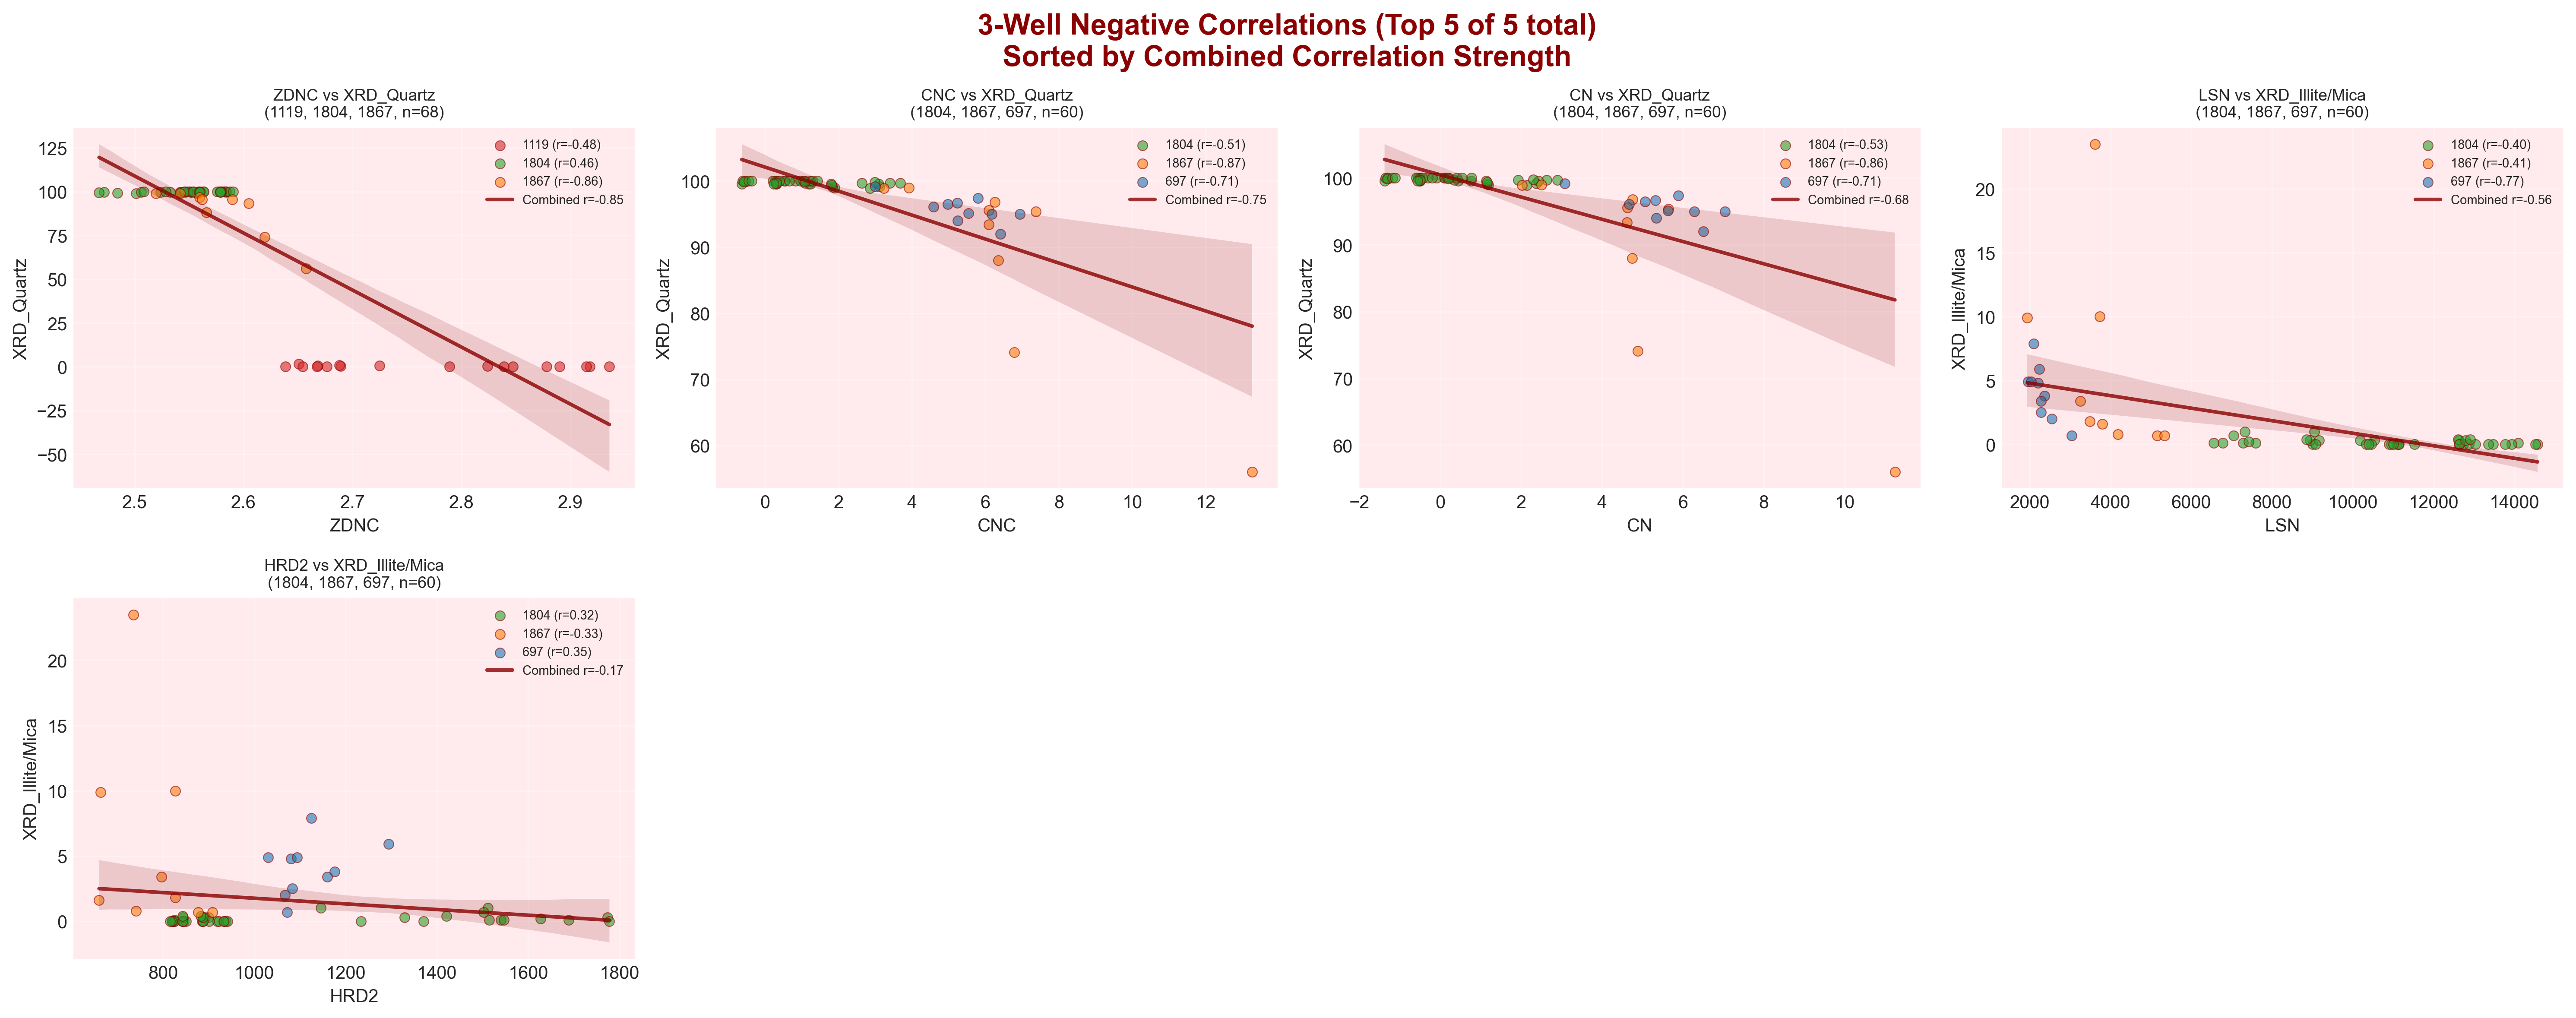 3-Well Negative Correlations (Top 5 of 5 total)
Sorted by Combined Correlation Strength
ZDNC vs XRD_Quartz
(1119, 1804, 1867, n=68)
1119 (r=-0.48)
1804 (r=0.46)
1867 (r=-0.86)
Combined r=-0.85
125
100
75
50
25
0
−25
−50
XRD_Quartz
2.5
2.6
2.7
2.8
2.9
ZDNC
CNC vs XRD_Quartz
(1804, 1867, 697, n=60)
1804 (r=-0.51)
1867 (r=-0.87)
697 (r=-0.71)
Combined r=-0.75
100
90
80
70
60
XRD_Quartz
0
2
4
6
8
10
12
CNC
CN vs XRD_Quartz
(1804, 1867, 697, n=60)
1804 (r=-0.53)
1867 (r=-0.86)
697 (r=-0.71)
Combined r=-0.68
100
90
80
70
60
XRD_Quartz
−2
0
2
4
6
8
10
CN
LSN vs XRD_Illite/Mica
(1804, 1867, 697, n=60)
1804 (r=-0.40)
1867 (r=-0.41)
697 (r=-0.77)
Combined r=-0.56
20
15
10
5
0
XRD_Illite/Mica
2000
4000
6000
8000
10000
12000
14000
LSN
HRD2 vs XRD_Illite/Mica
(1804, 1867, 697, n=60)
1804 (r=0.32)
1867 (r=-0.33)
697 (r=0.35)
Combined r=-0.17
20
15
10
5
0
XRD_Illite/Mica
800
1000
1200
1400
1600
1800
HRD2